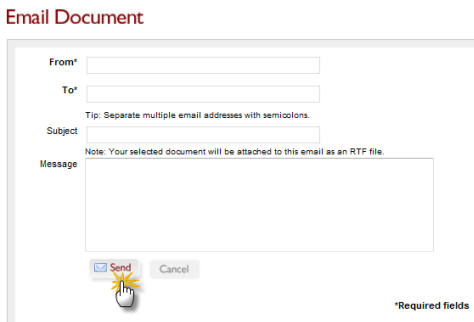 Email Document
From*
To*
Tip: Separate multiple email addresses with semicolons.
Subject
Note: Your selected document will be attached to this email as an RTF file.
Message
Send Cancel
*Required fields